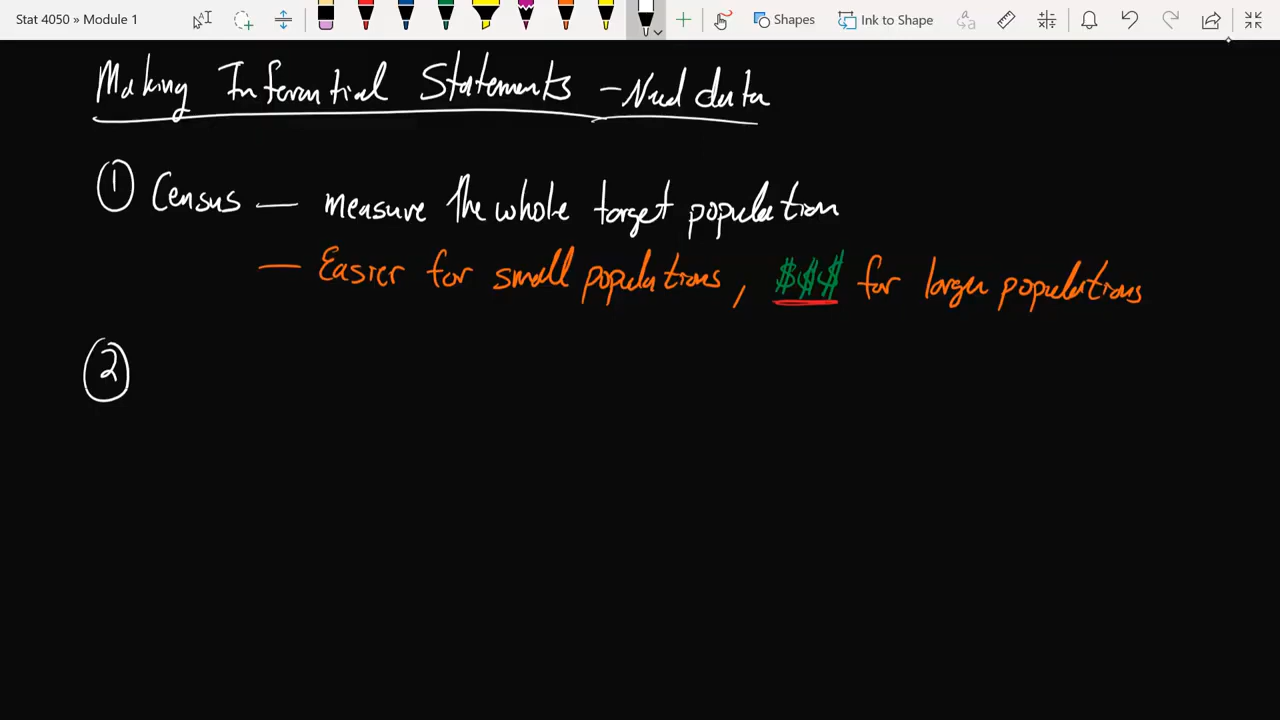 Stat 4050 » Module 1
Shapes
Ink to Shape
Making Inferential Statements - Need data
① Census — measure the whole target population
— Easier for small populations, $$$ for larger populations
②